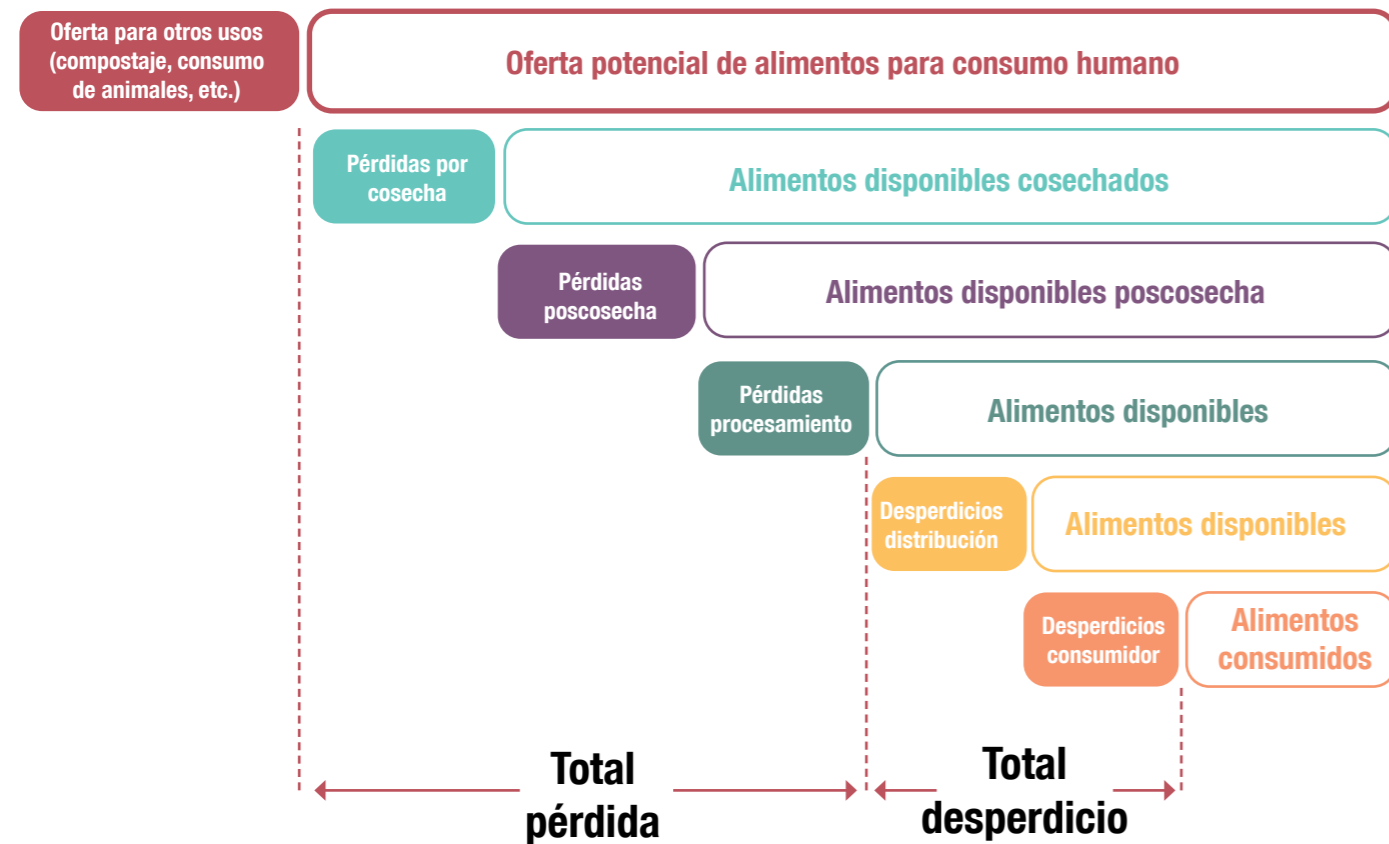 Oferta para otros usos
(compostaje, consumo
de animales, etc.)
Oferta potencial de alimentos para consumo humano
Pérdidas por
cosecha
Alimentos disponibles cosechados
Pérdidas
poscosecha
Alimentos disponibles poscosecha
Pérdidas
procesamiento
Alimentos disponibles
Desperdicios
distribución
Alimentos disponibles
Desperdicios
consumidor
Alimentos
consumidos
Total
pérdida
Total
desperdicio